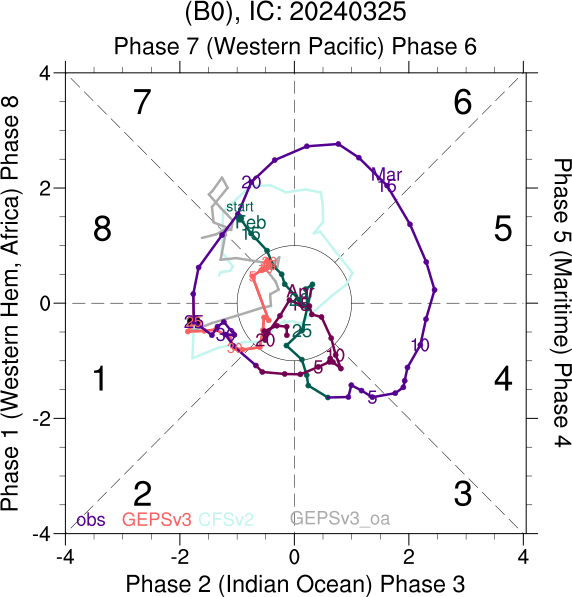 (B0), IC: 20240325
Phase 7 (Western Pacific) Phase 6
Phase 1 (Western Hem, Africa) Phase 8
Phase 5 (Maritime) Phase 4
Phase 2 (Indian Ocean) Phase 3
4
2
0
-2
-4
-4
-2
0
2
4
7
6
8
5
1
4
2
3
Mar
15
20
start
Feb
15
25
30
30
20
25
Apr
10
5
5
10
obs
GEPSv3
CFSv2
GEPSv3_oa